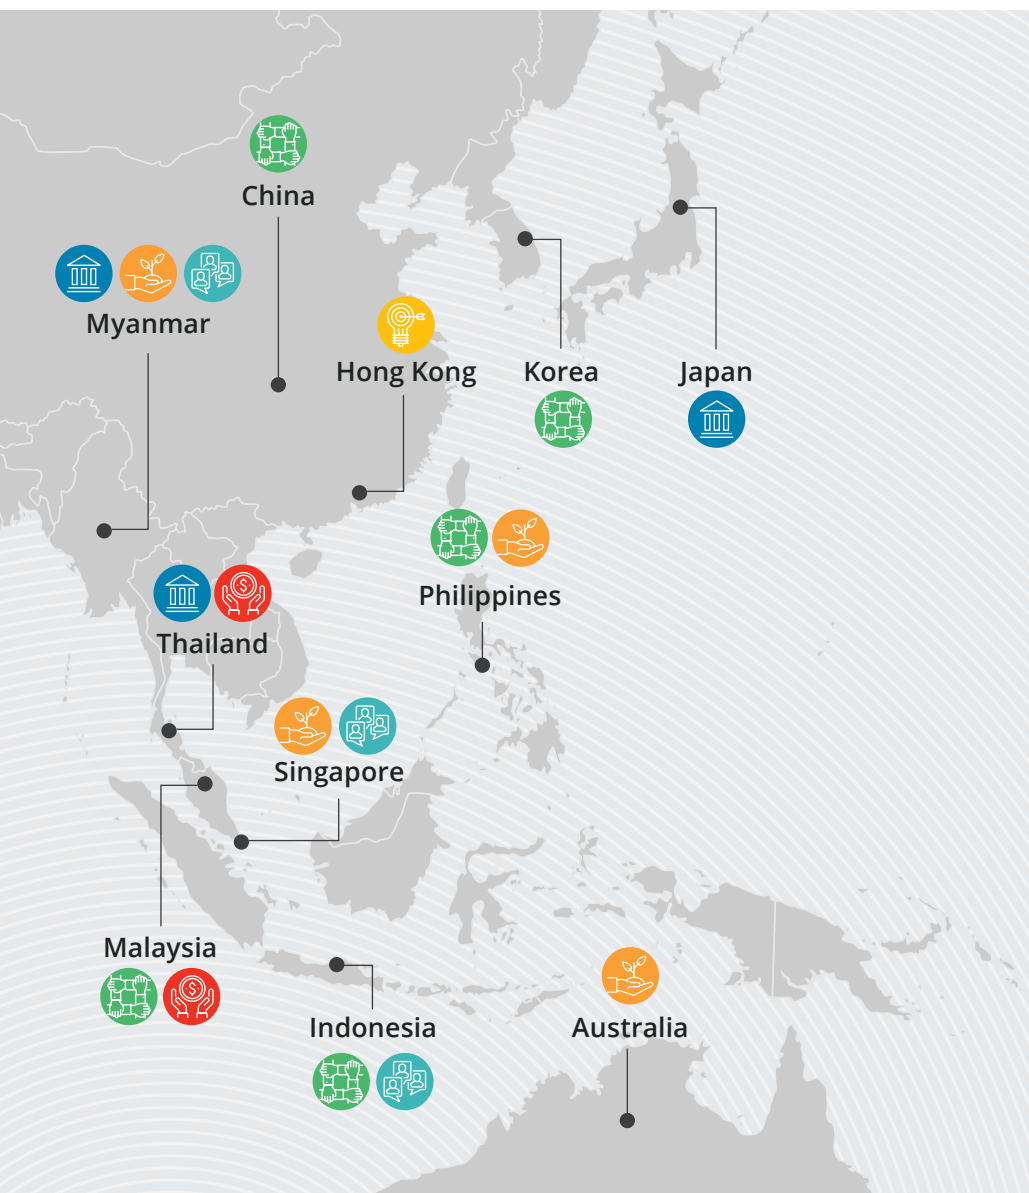 China
Myanmar
Hong Kong
Korea
Japan
Philippines
Thailand
Singapore
Malaysia
Indonesia
Australia